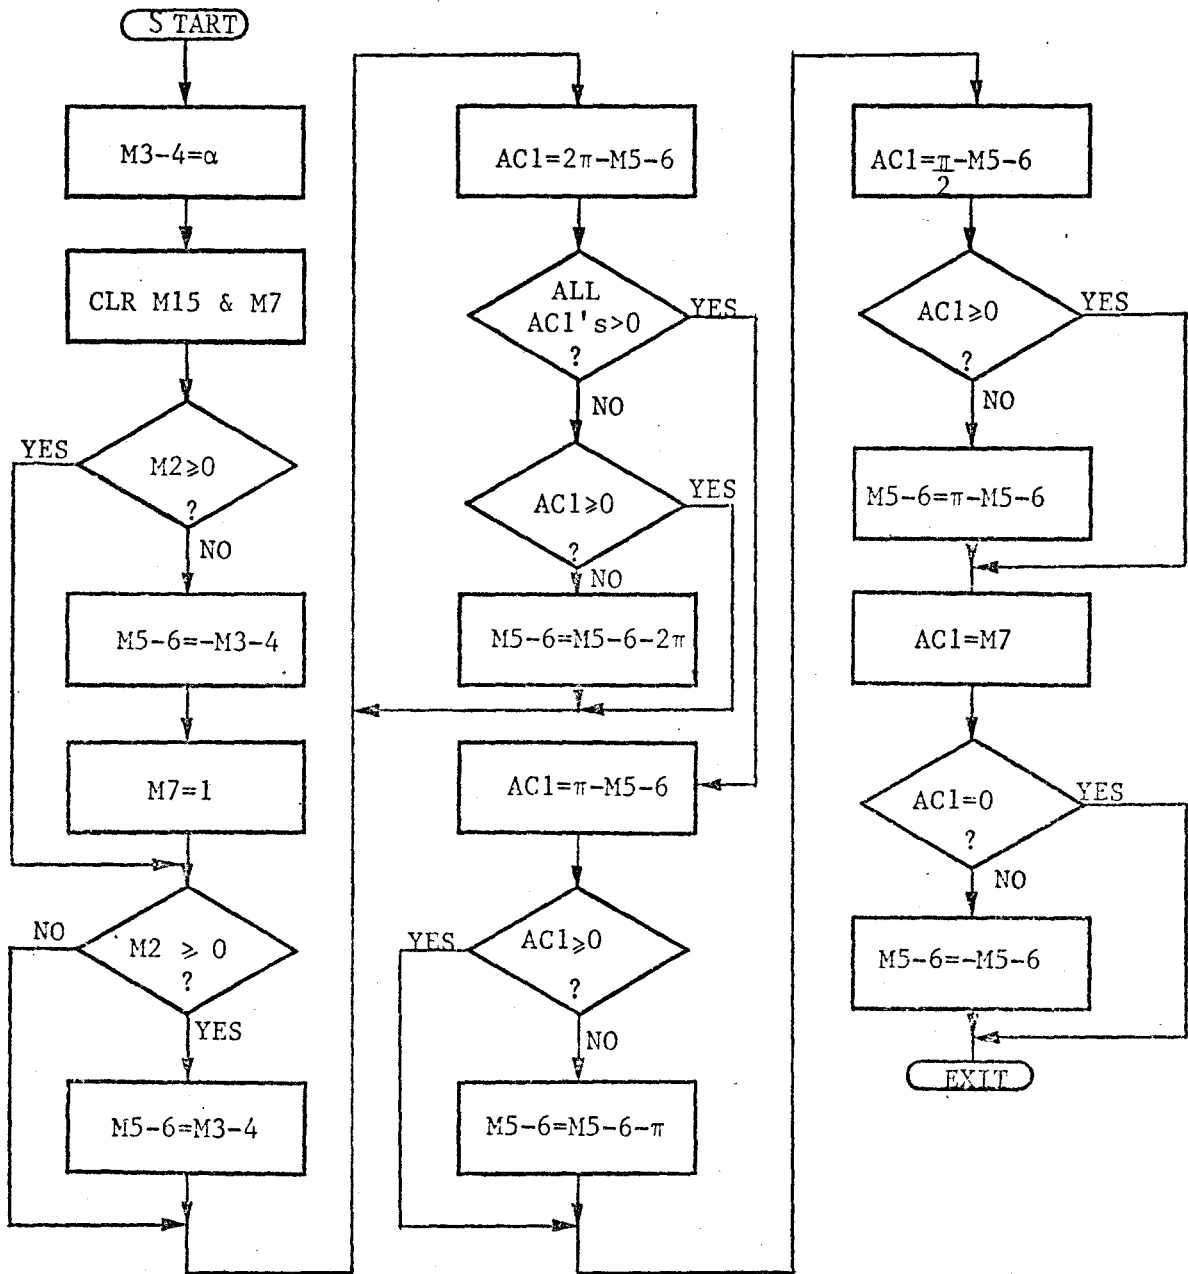 START
M3-4=α
CLR M15 & M7
YES
M2⩾0
?
NO
M5-6=-M3-4
M7=1
NO
M2 ⩾ 0
?
YES
M5-6=M3-4
AC1=2π-M5-6
ALL
AC1's>0
?
YES
NO
AC1⩾0
?
YES
NO
M5-6=M5-6-2π
AC1=π-M5-6
YES
AC1⩾0
?
NO
M5-6=M5-6-π
AC1=π/2-M5-6
AC1⩾0
?
YES
NO
M5-6=π-M5-6
AC1=M7
AC1=0
?
YES
NO
M5-6=-M5-6
EXIT